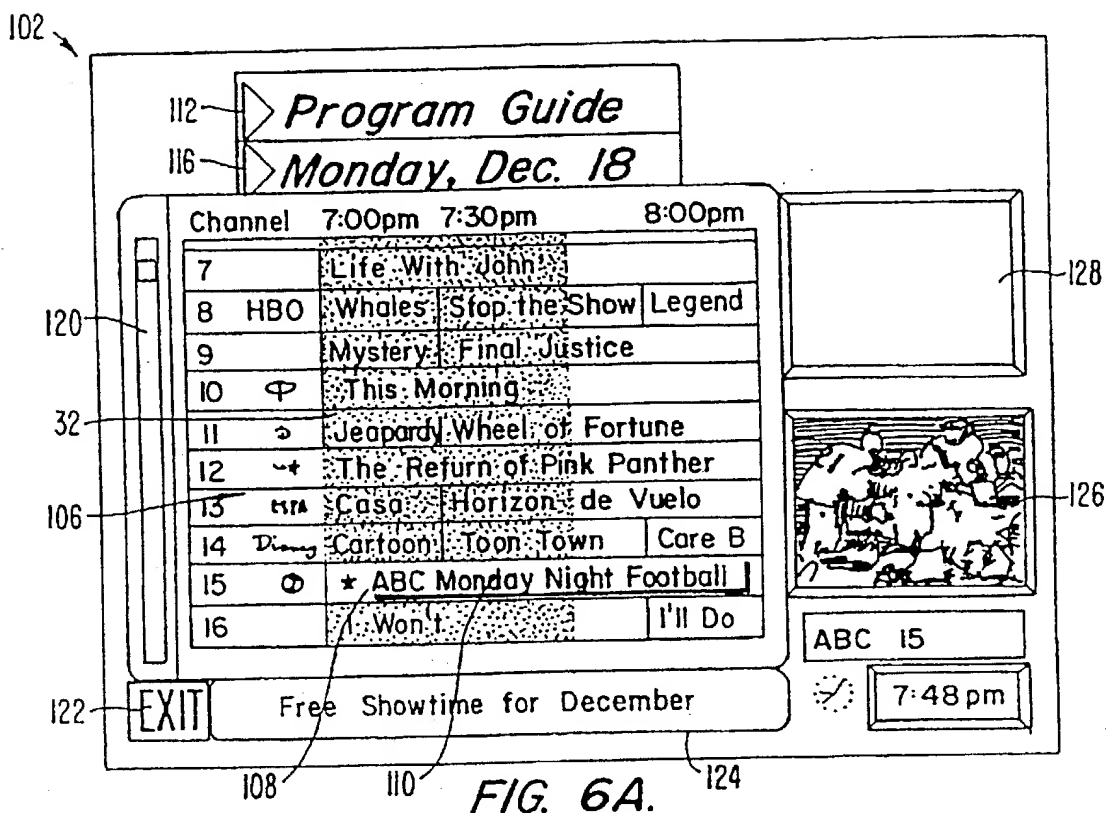 102
112 Program Guide
116 Monday, Dec. 18
Channel 7:00pm 7:30pm 8:00pm
7 Life With John
128
8 HBO Whales Stop the Show Legend
120
9 Mystery Final Justice
10 This Morning
32
11 Jeapardy Wheel of Fortune
12 The Return of Pink Panther
106
13 Casa Horizon de Vuelo
126
14 Disney Cartoon Toon Town Care B
15 * ABC Monday Night Football
16 I Won't I'll Do
ABC 15
122 EXIT Free Showtime for December
7:48pm
108 110 124
FIG. 6A.